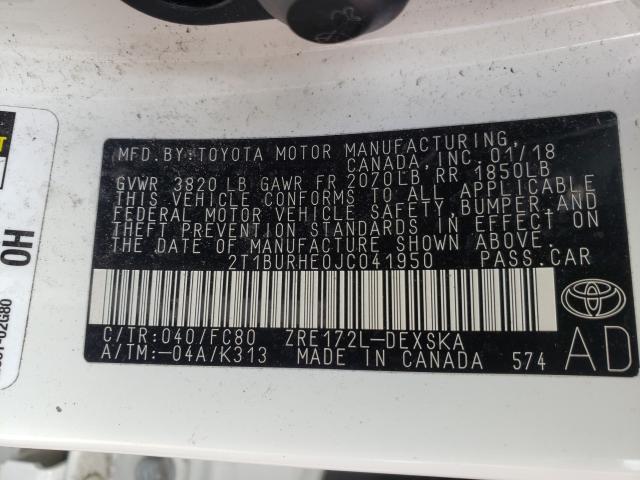 MFD.BY:TOYOTA MOTOR MANUFACTURING,
CANADA, INC. 01/18
GVWR 3820 LB GAWR FR 2070LB RR 1850LB
THIS VEHICLE CONFORMS TO ALL APPLICABLE
FEDERAL MOTOR VEHICLE SAFETY, BUMPER, AND
THEFT PREVENTION STANDARDS IN EFFECT ON
THE DATE OF MANUFACTURE SHOWN ABOVE.
2T1BURHE0JC041950 PASS.CAR
C/TR:040/FC80 ZRE172L-DEXSKA
A/TM:-04A/K313 MADE IN CANADA 574
AD
OH
-02G80